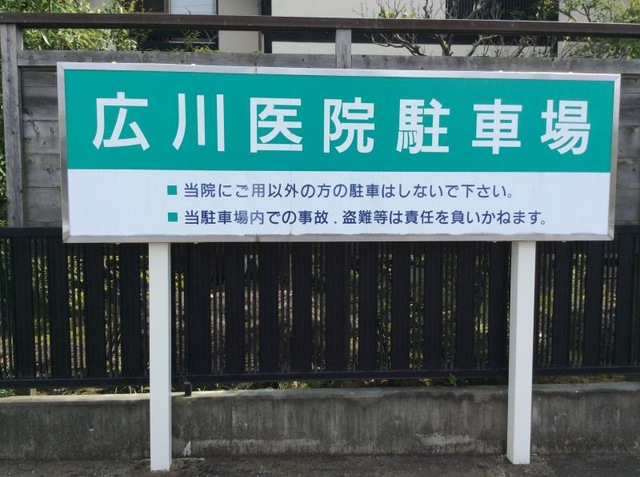 広川医院駐車場
■ 当院にご用以外の方の駐車はしないで下さい。
■ 当駐車場内での事故.盗難等は責任を負いかねます。